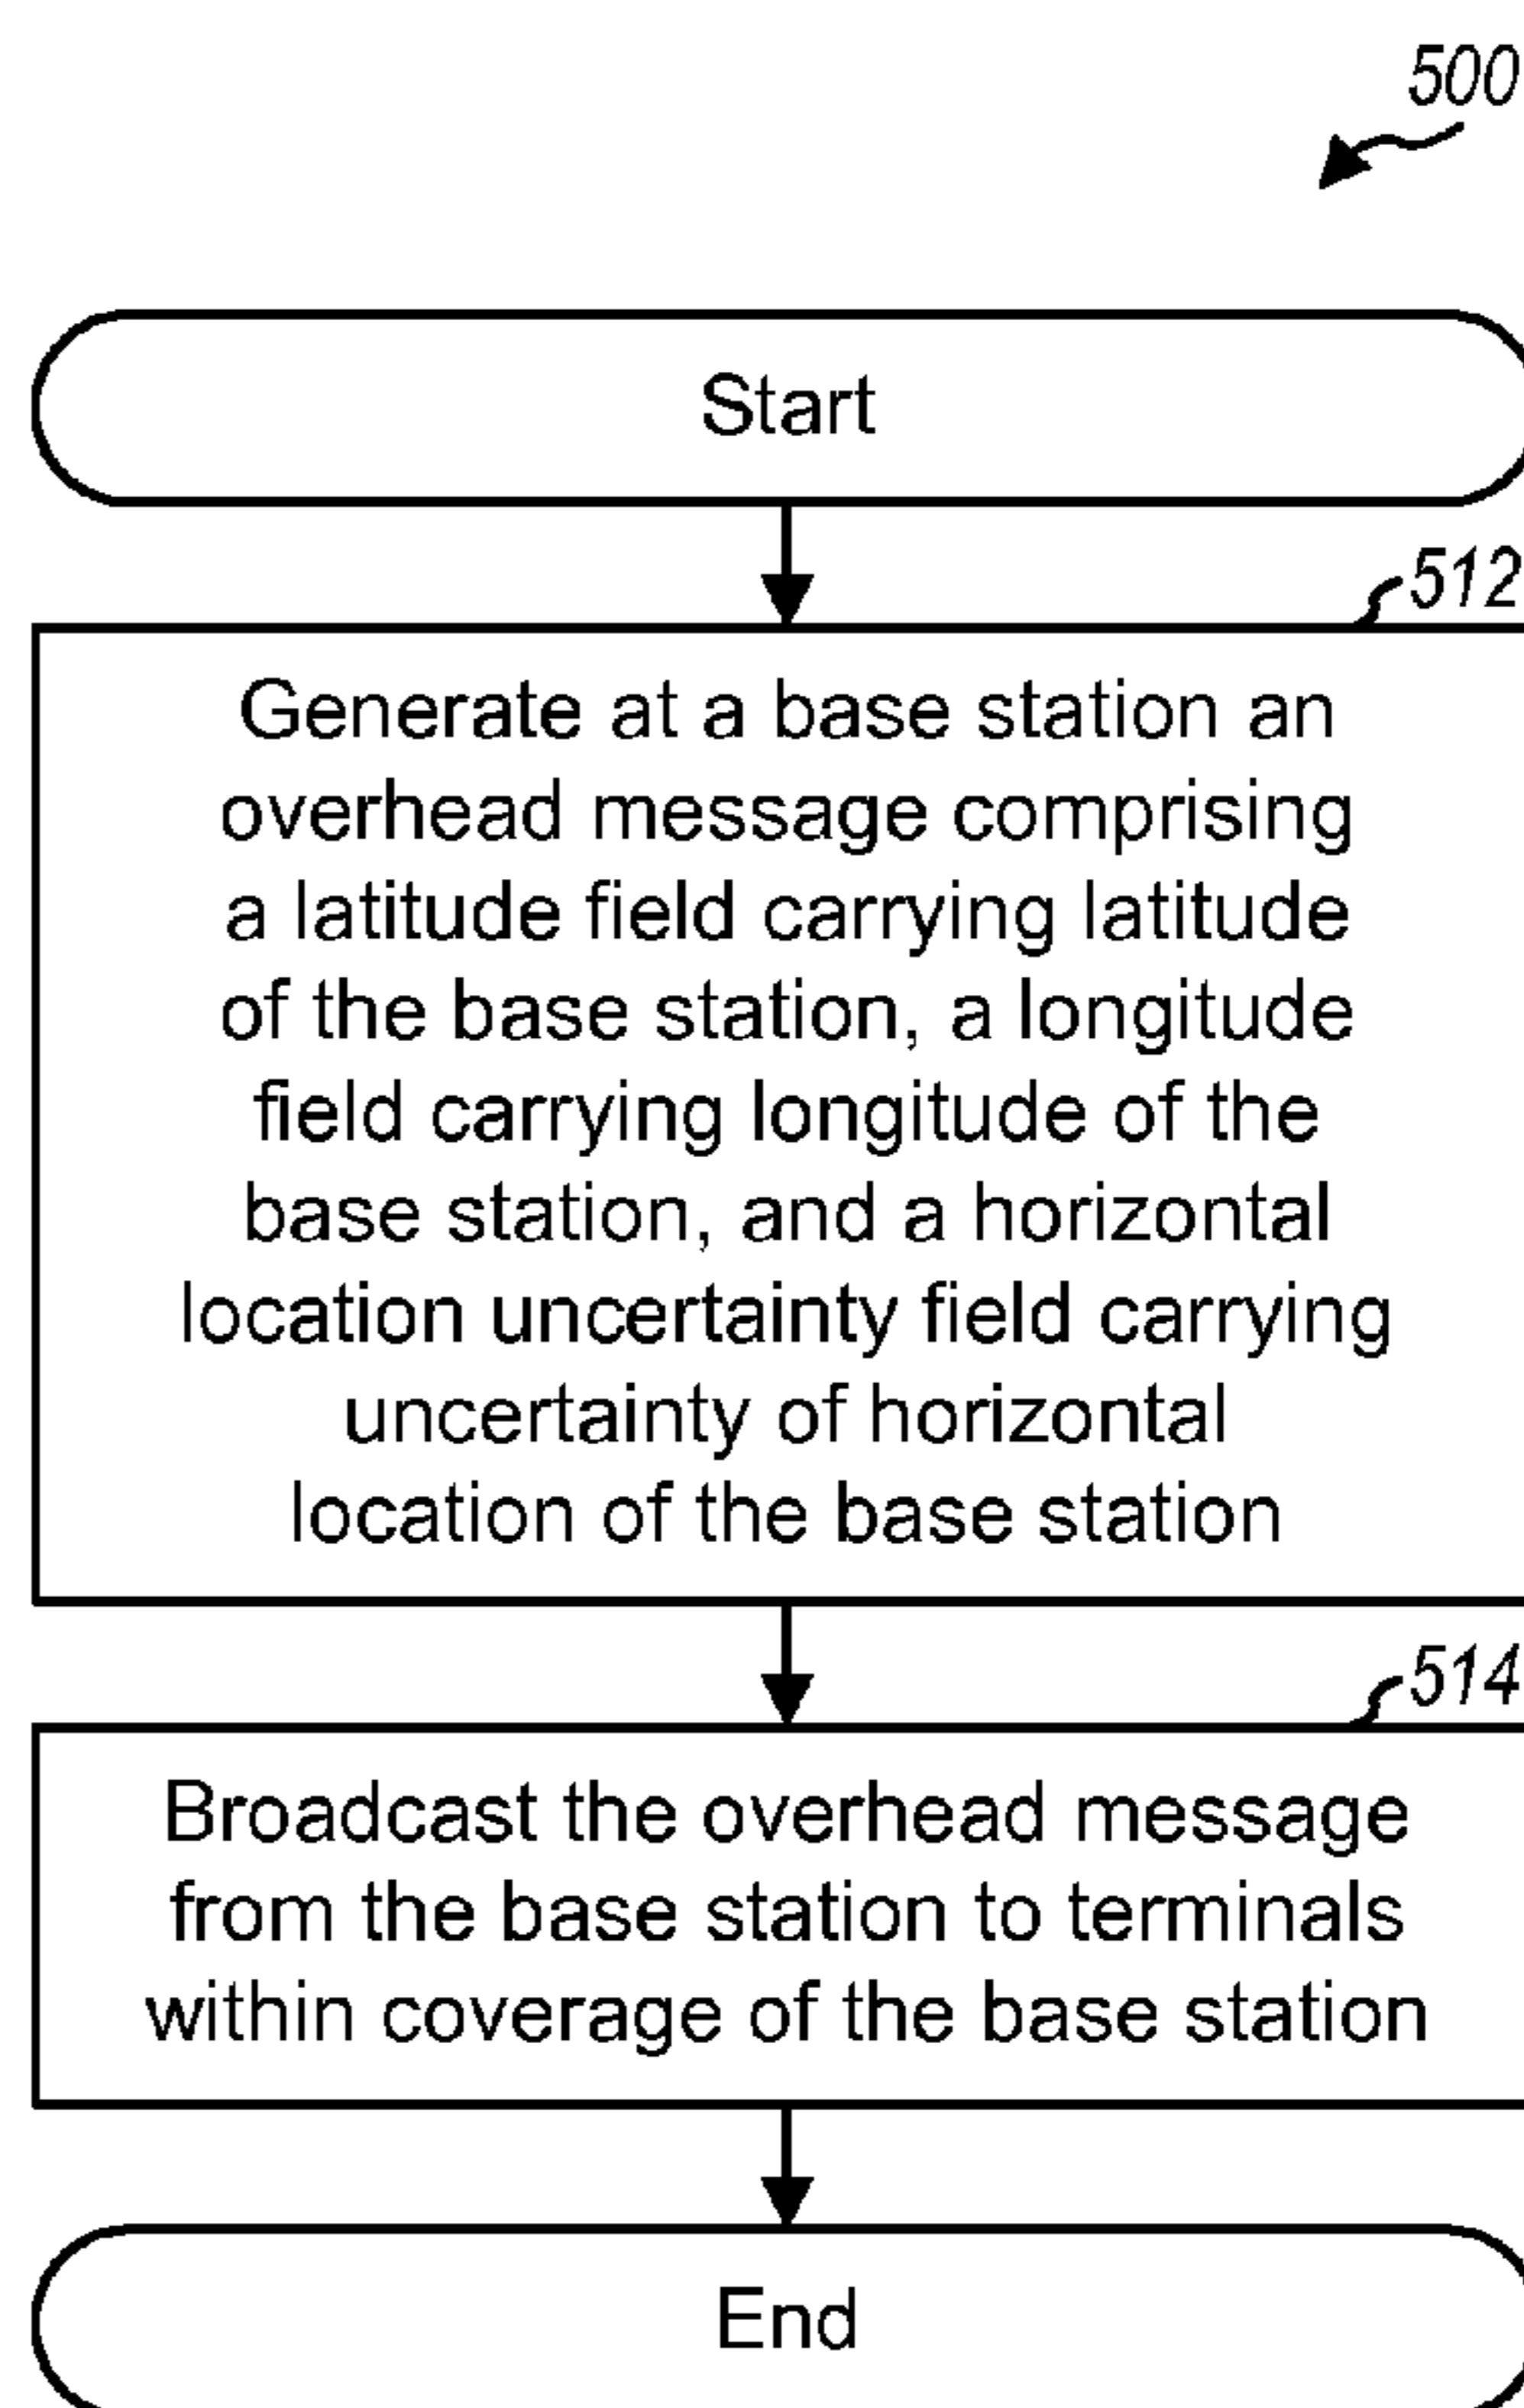 500
Start
512
Generate at a base station an
overhead message comprising
a latitude field carrying latitude
of the base station, a longitude
field carrying longitude of the
base station, and a horizontal
location uncertainty field carrying
uncertainty of horizontal
location of the base station
514
Broadcast the overhead message
from the base station to terminals
within coverage of the base station
End